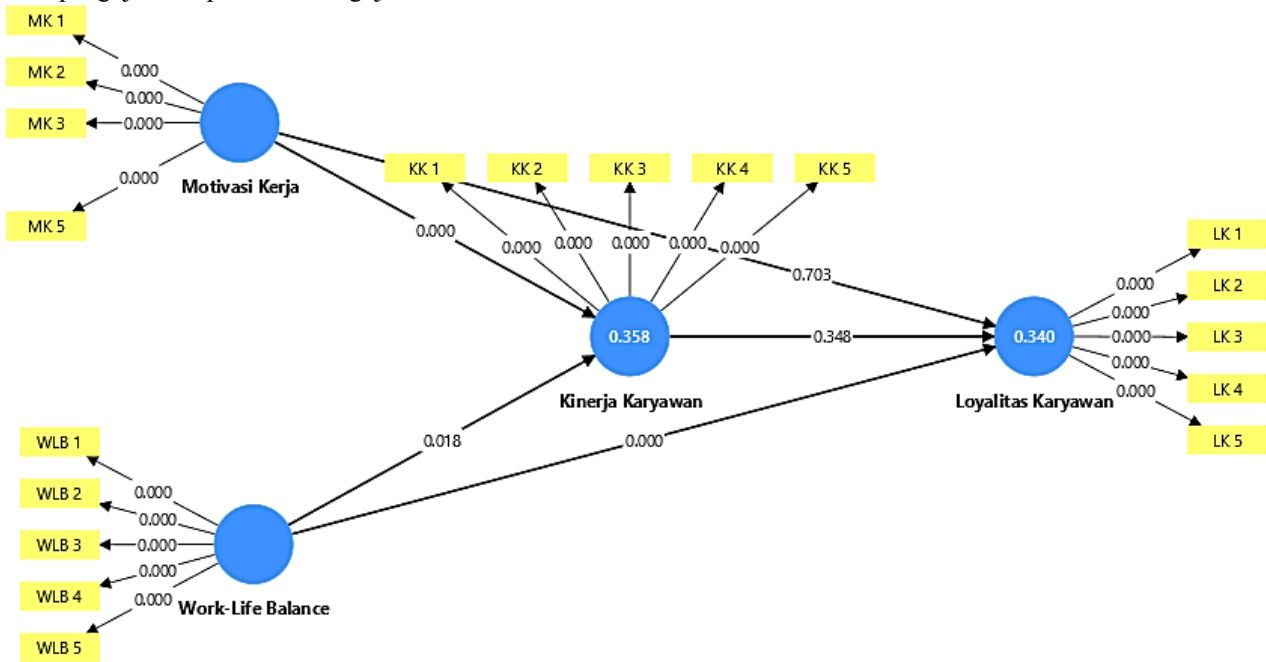 MK 1
MK 2
MK 3
MK 5
0.000
0.000
0.000
0.000
Motivasi Kerja
KK 1
KK 2
KK 3
KK 4
KK 5
0.000
0.000
0.000
0.000
0.000
0.000
0.703
LK 1
LK 2
LK 3
LK 4
LK 5
0.000
0.000
0.000
0.000
0.000
0.358
0.348
0.340
Kinerja Karyawan
Loyalitas Karyawan
0.018
0.000
WLB 1
WLB 2
WLB 3
WLB 4
WLB 5
0.000
0.000
0.000
0.000
0.000
Work-Life Balance